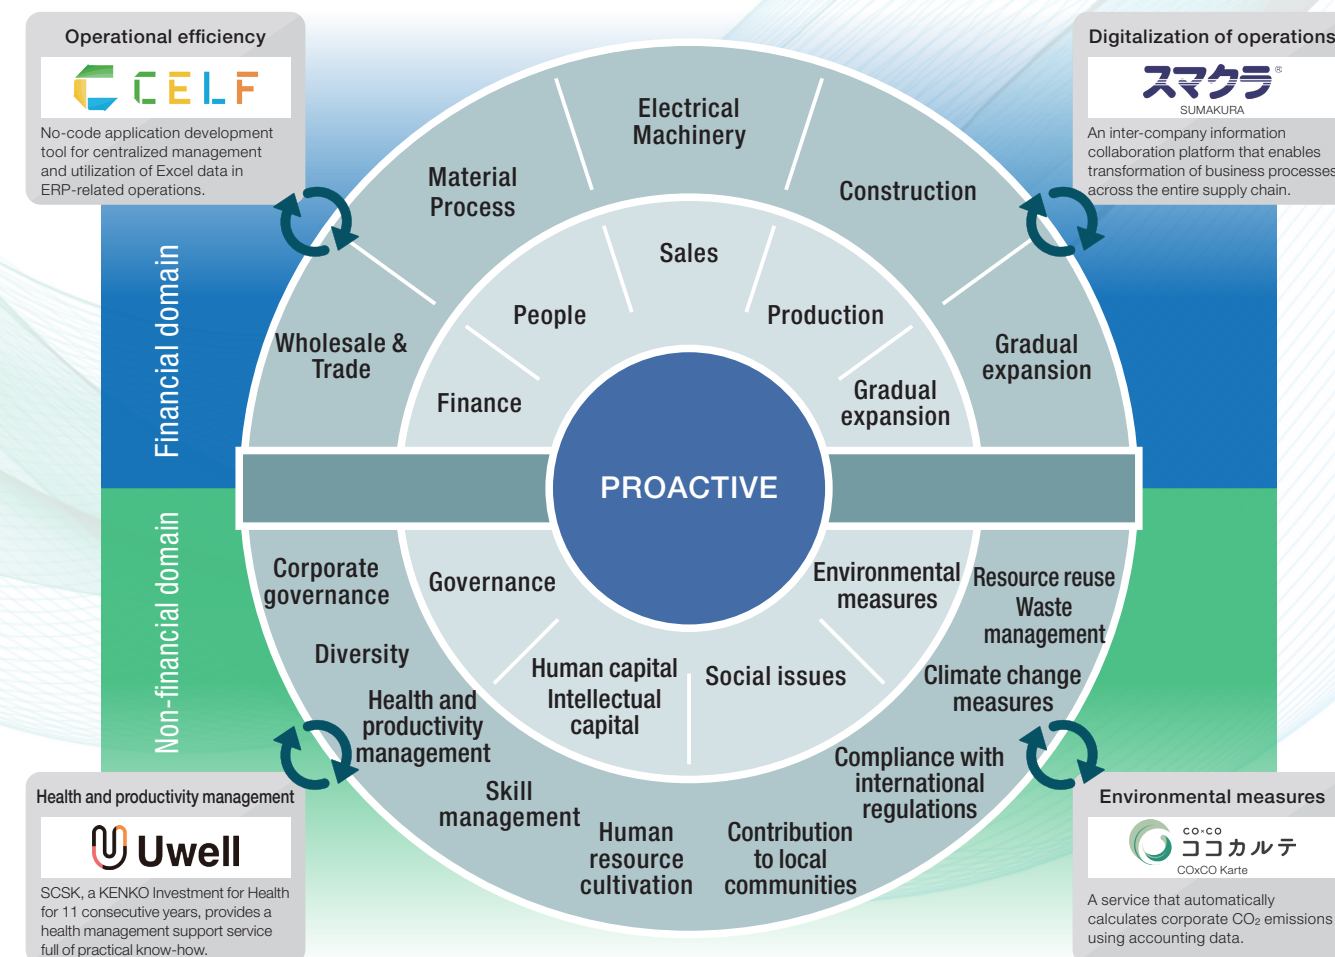 Operational efficiency
CELF
No-code application development
tool for centralized management
and utilization of Excel data in
ERP-related operations.
Digitalization of operations
スマクラ®
SUMAKURA
An inter-company information
collaboration platform that enables
transformation of business processes
across the entire supply chain.
Financial domain
Electrical
Machinery
Material
Process
Construction
Wholesale &
Trade
Gradual
expansion
Sales
People
Production
Finance
Gradual
expansion
PROACTIVE
Non-financial domain
Governance
Environmental
measures
Human capital
Intellectual
capital
Social issues
Corporate
governance
Diversity
Health and
productivity
management
Skill
management
Human
resource
cultivation
Contribution
to local
communities
Compliance with
international
regulations
Climate change
measures
Resource reuse
Waste
management
Health and productivity management
Uwell
SCSK, a KENKO Investment for Health
for 11 consecutive years, provides a
health management support service
full of practical know-how.
Environmental measures
CO×CO
ココカルテ
COxCO Karte
A service that automatically
calculates corporate CO₂ emissions
using accounting data.